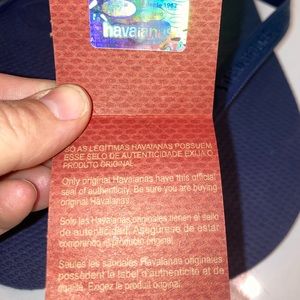 desde 1962
havaianas
SO AS LEGÍTIMAS HAVAIANAS POSSUEM
ESSE SELO DE AUTENTICIDADE EXIJA O
PRODUTO ORIGINAL
Only original Havaianas have this official
seal of authenticity. Be sure you are buying
original Havaianas.
Solo las Havaianas originales tienen el sello
de autenticidad. Asegúrese de estar
comprando el producto original.
Seules les sandales Havaianas originales
possèdent le label d'authenticité et de
qualité. Exigez le produit original.